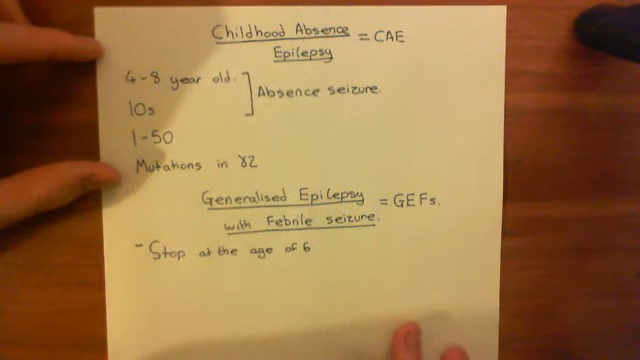 Childhood Absence = CAE
Epilepsy
4-8 year old.
10s
Absence seizure.
1-50
Mutations in γ2
Generalised Epilepsy = GEFs.
with Febrile seizure.
- Stop at the age of 6